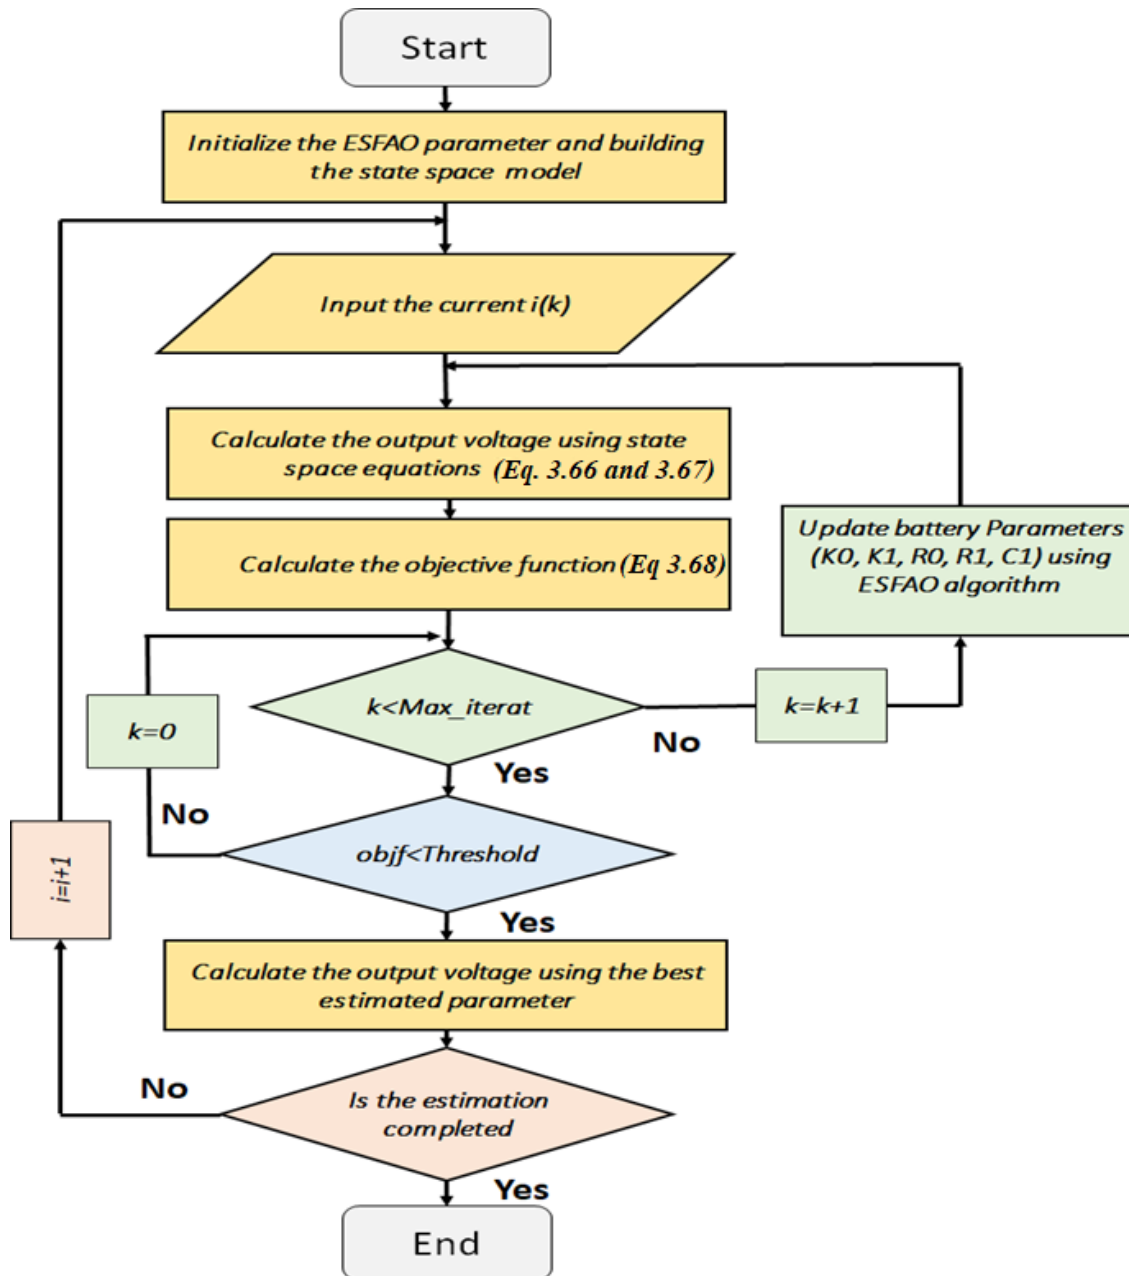 Start
Initialize the ESFAO parameter and building
the state space model
Input the current i(k)
Calculate the output voltage using state
space equations (Eq. 3.66 and 3.67)
Calculate the objective function (Eq 3.68)
Update battery Parameters
(K0, K1, R0, R1, C1) using
ESFAO algorithm
k<Max_iterat
k=k+1
No
k=0
Yes
No
objf<Threshold
i=i+1
Yes
Calculate the output voltage using the best
estimated parameter
No
Is the estimation
completed
Yes
End